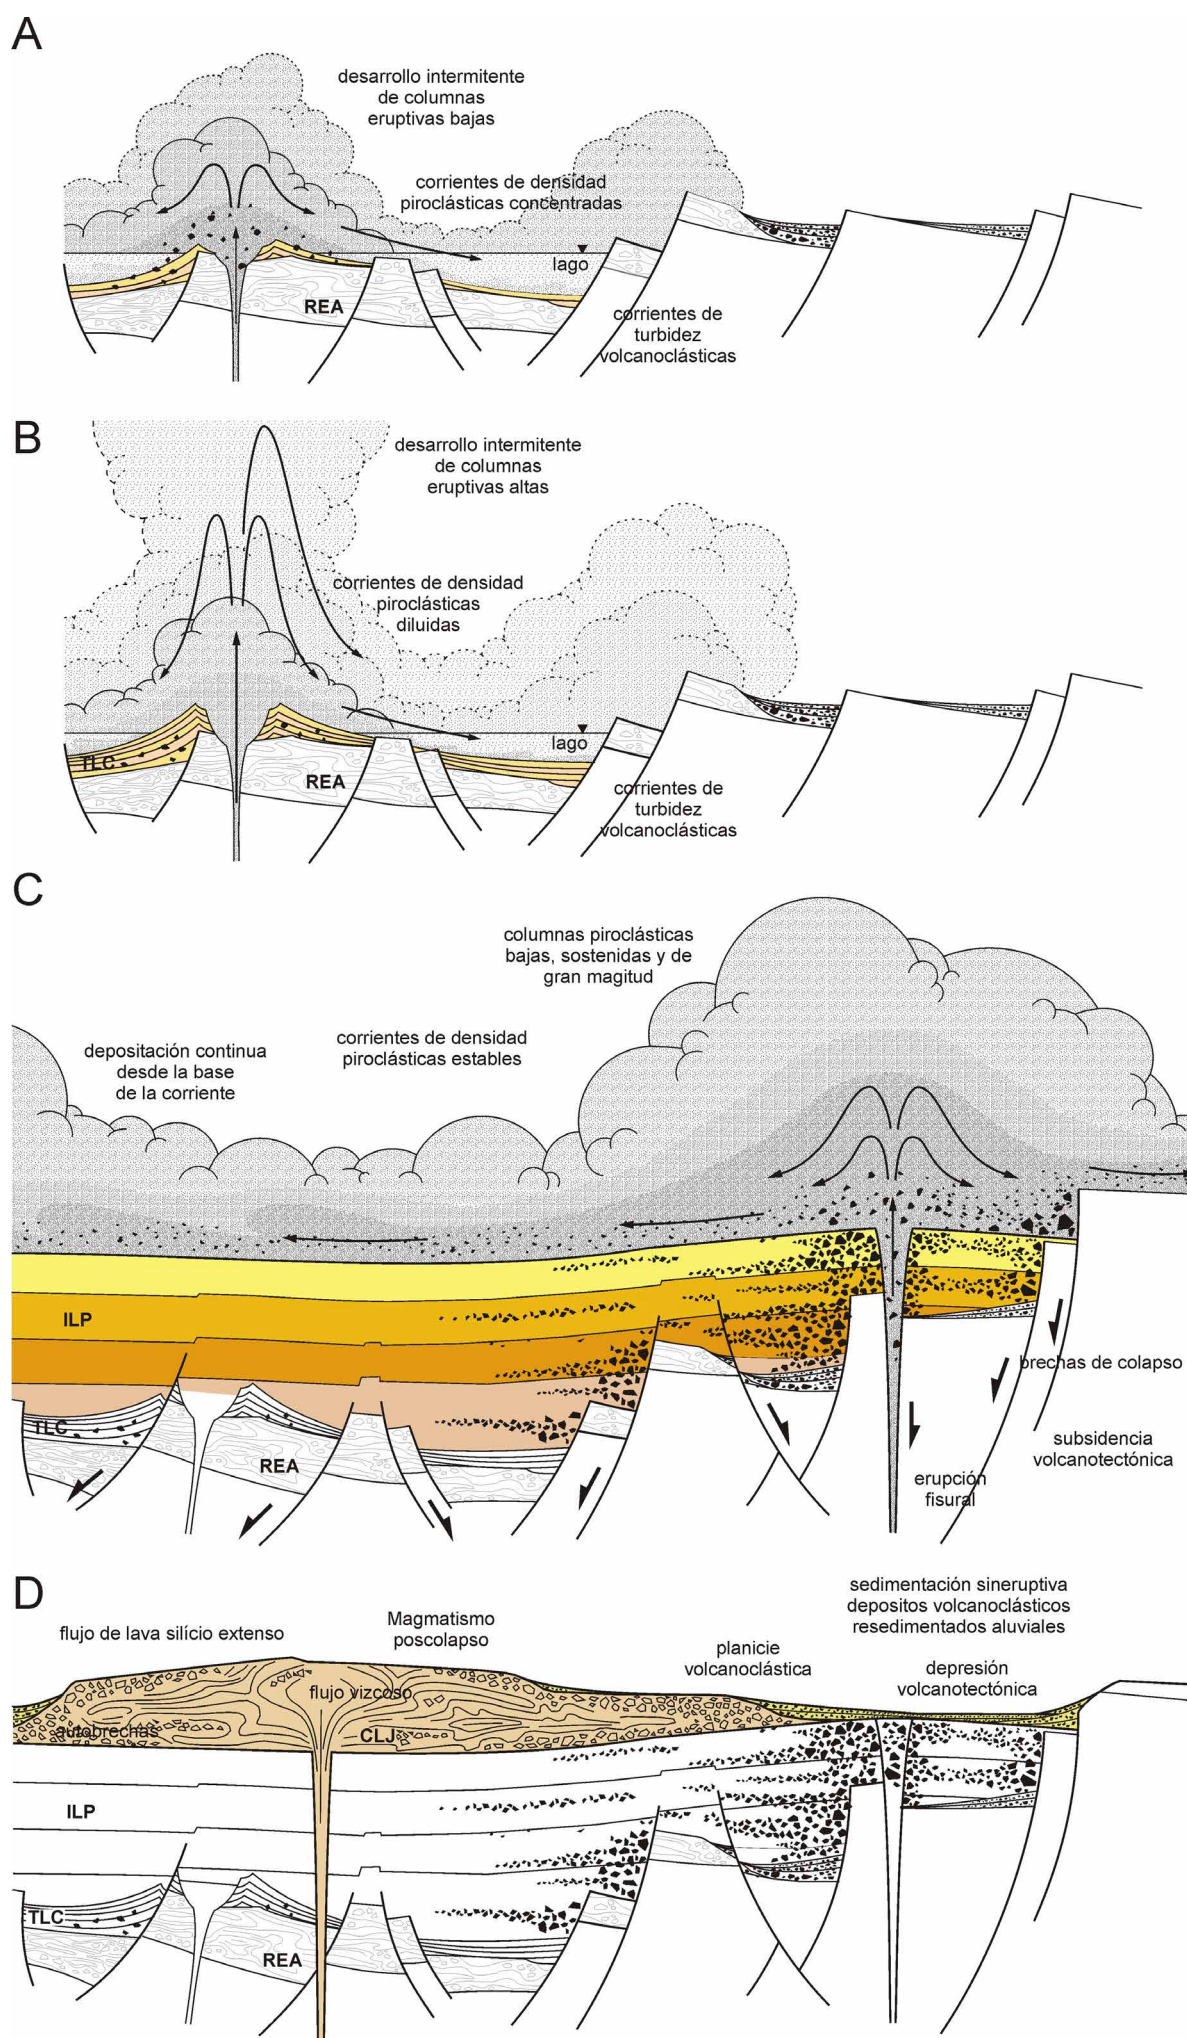 A
desarrollo intermitente
de columnas
eruptivas bajas
corrientes de densidad
piroclásticas concentradas
lago
REA
corrientes de
turbidez
volcanoclásticas
B
desarrollo intermitente
de columnas
eruptivas altas
corrientes de densidad
piroclásticas
diluidas
lago
TLC
REA
corrientes de
turbidez
volcanoclásticas
C
columnas piroclásticas
bajas, sostenidas y de
gran magitud
corrientes de densidad
piroclásticas estables
depositación continua
desde la base
de la corriente
ILP
brechas de colapso
TLC
REA
subsidencia
volcanotectónica
erupción
fisural
D
sedimentación sineruptiva
depositos volcanoclásticos
resedimentados aluviales
flujo de lava silício extenso
Magmatismo
poscolapso
planicie
volcanoclástica
depresión
volcanotectónica
flujo vizcoso
autobrechas
CLJ
ILP
TLC
REA